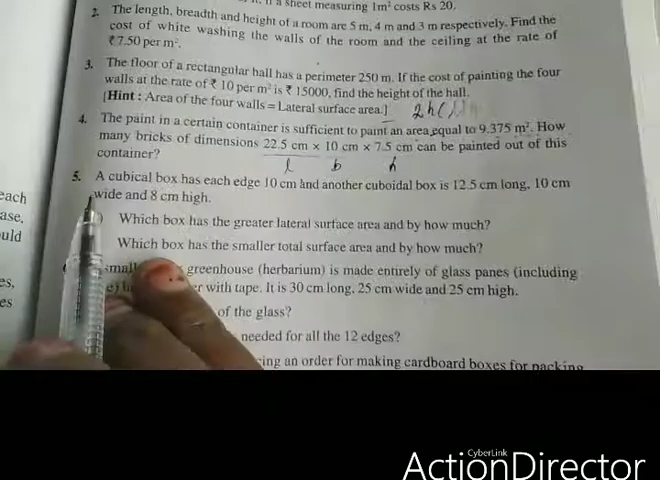 a sheet measuring 1m² costs Rs 20.
2. The length, breadth and height of a room are 5 m, 4 m and 3 m respectively. Find the
cost of white washing the walls of the room and the ceiling at the rate of
₹ 7.50 per m².
3. The floor of a rectangular hall has a perimeter 250 m. If the cost of painting the four
walls at the rate of ₹ 10 per m² is ₹ 15000, find the height of the hall.
[Hint : Area of the four walls = Lateral surface area.] 2h(
4. The paint in a certain container is sufficient to paint an area equal to 9.375 m². How
many bricks of dimensions 22.5 cm × 10 cm × 7.5 cm can be painted out of this
container? l b h
5. A cubical box has each edge 10 cm and another cuboidal box is 12.5 cm long, 10 cm
wide and 8 cm high.
) Which box has the greater lateral surface area and by how much?
Which box has the smaller total surface area and by how much?
small greenhouse (herbarium) is made entirely of glass panes (including
with tape. It is 30 cm long, 25 cm wide and 25 cm high.
of the glass?
needed for all the 12 edges?
cing an order for making cardboard boxes for packing
each
ase,
ould
es,
es
CyberLink
ActionDirector